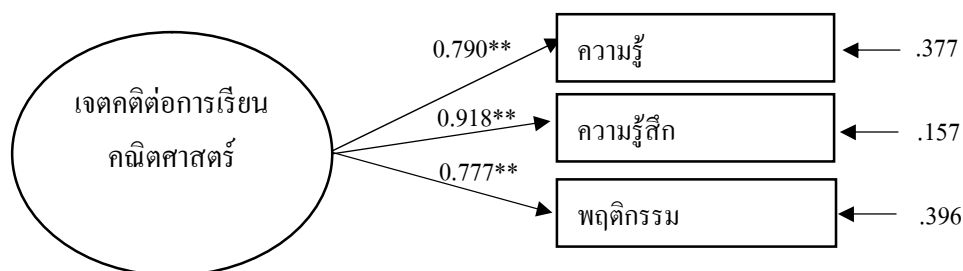 0.790**
ความรู้
.377
เจตคติต่อการเรียน
คณิตศาสตร์
0.918**
ความรู้สึก
.157
0.777**
พฤติกรรม
.396